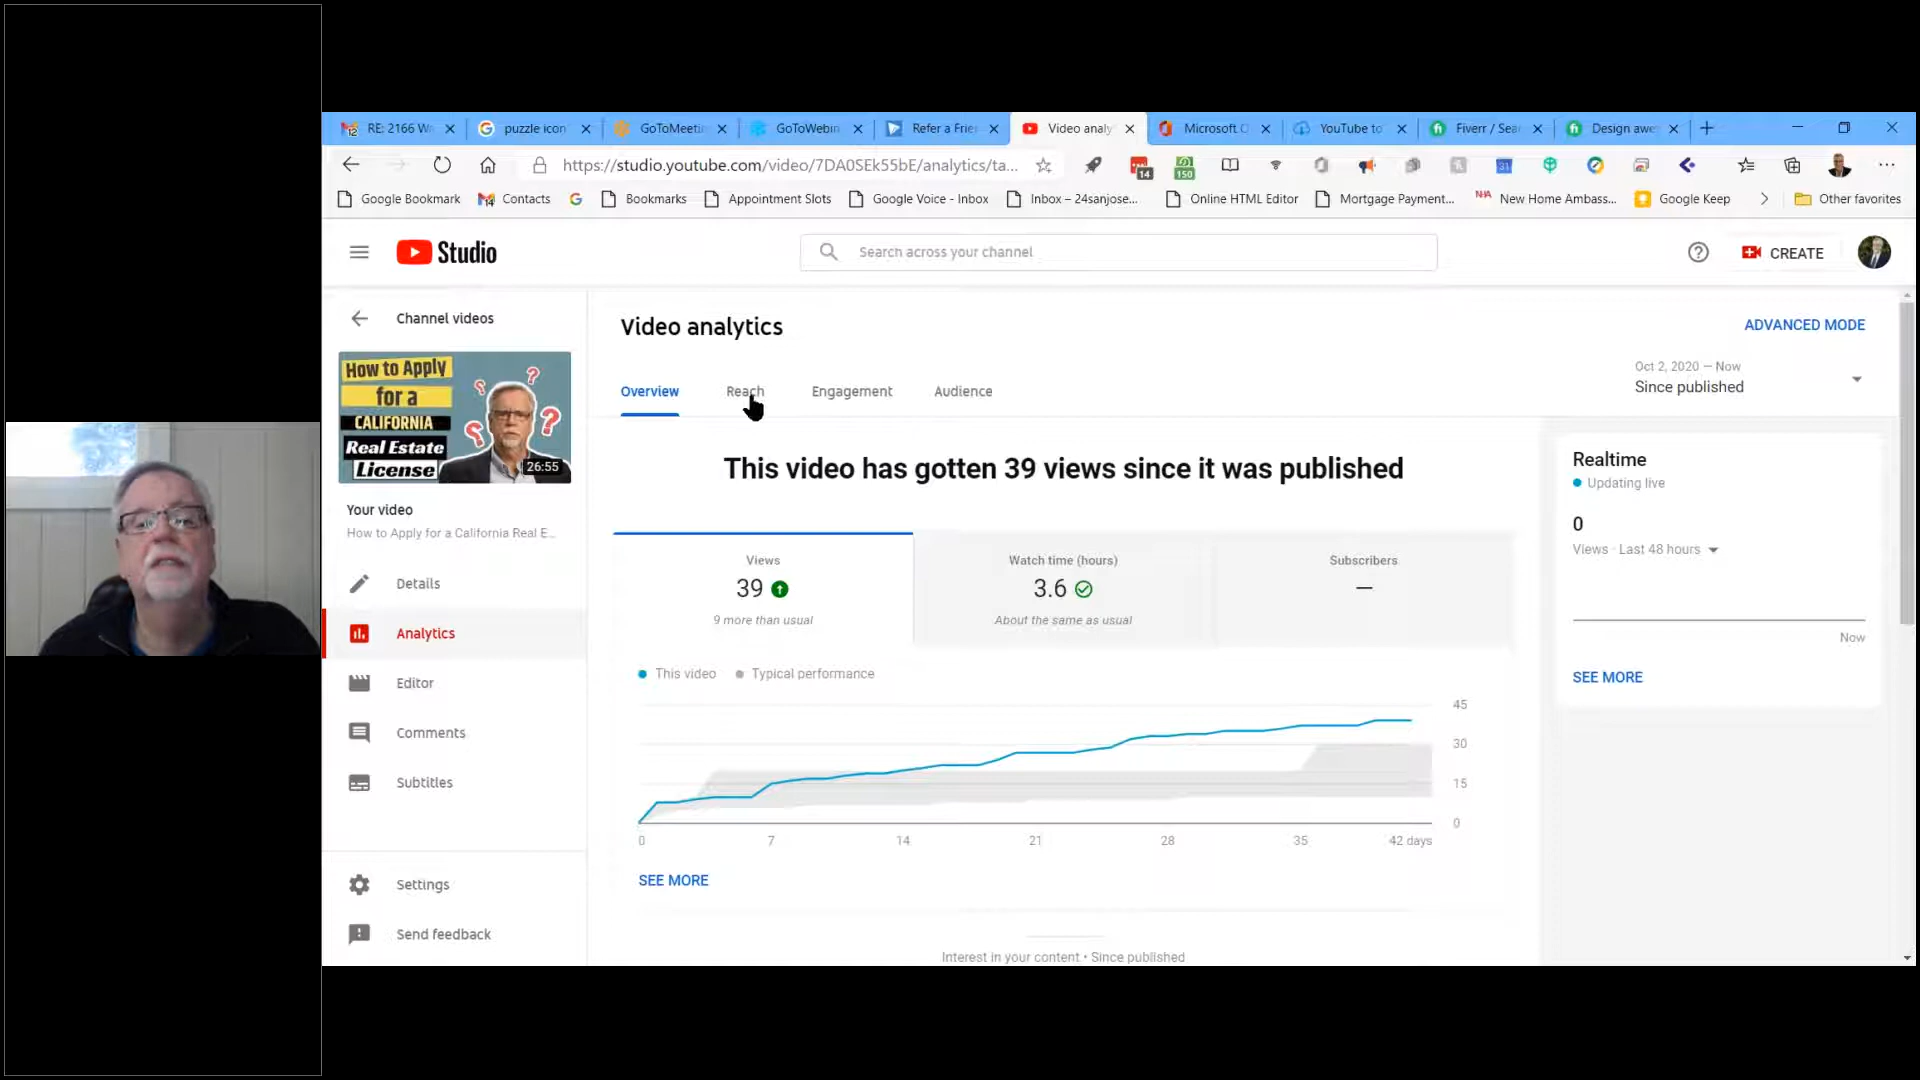 RE: 2166 W
puzzle icon
GoToMeeti
GoToWebin
Refer a Frie
Video analy
Microsoft O
YouTube to
Fiverr / Sea
Design awe
https://studio.youtube.com/video/7DA0SEk55bE/analytics/ta...
14
150
31
Google Bookmark
Contacts
Bookmarks
Appointment Slots
Google Voice - Inbox
Inbox – 24sanjose...
Online HTML Editor
Mortgage Payment...
NHA
New Home Ambass...
Google Keep
Other favorites
Studio
Search across your channel
CREATE
Channel videos
How to Apply
for a
CALIFORNIA
Real Estate
License
26:55
Your video
How to Apply for a California Real E...
Details
Analytics
Editor
Comments
Subtitles
Settings
Send feedback
Video analytics
ADVANCED MODE
Overview
Reach
Engagement
Audience
Oct 2, 2020 — Now
Since published
This video has gotten 39 views since it was published
Views
39
9 more than usual
Watch time (hours)
3.6
About the same as usual
Subscribers
—
This video
Typical performance
45
30
15
0
0
7
14
21
28
35
42 days
SEE MORE
Interest in your content • Since published
Realtime
Updating live
0
Views · Last 48 hours
Now
SEE MORE